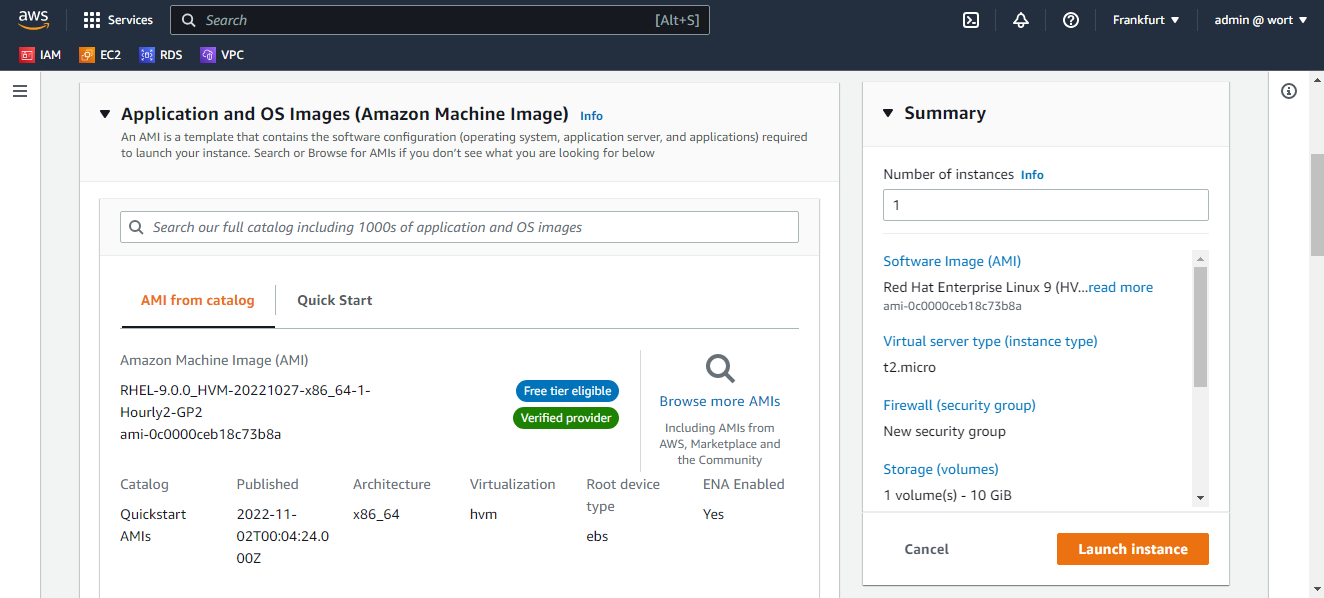 aws
Services
Search
[Alt+S]
Frankfurt
admin @ wort
IAM
EC2
RDS
VPC
Application and OS Images (Amazon Machine Image) Info
An AMI is a template that contains the software configuration (operating system, application server, and applications) required
to launch your instance. Search or Browse for AMIs if you don't see what you are looking for below
Search our full catalog including 1000s of application and OS images
AMI from catalog
Quick Start
Amazon Machine Image (AMI)
RHEL-9.0.0_HVM-20221027-x86_64-1-
Hourly2-GP2
ami-0c0000ceb18c73b8a
Free tier eligible
Verified provider
Browse more AMIs
Including AMIs from
AWS, Marketplace and
the Community
Catalog
Quickstart
AMIs
Published
2022-11-
02T00:04:24.0
00Z
Architecture
x86_64
Virtualization
hvm
Root device
type
ebs
ENA Enabled
Yes
Summary
Number of instances Info
1
Software Image (AMI)
Red Hat Enterprise Linux 9 (HV...read more
ami-0c0000ceb18c73b8a
Virtual server type (instance type)
t2.micro
Firewall (security group)
New security group
Storage (volumes)
1 volume(s) - 10 GiB
Cancel
Launch instance